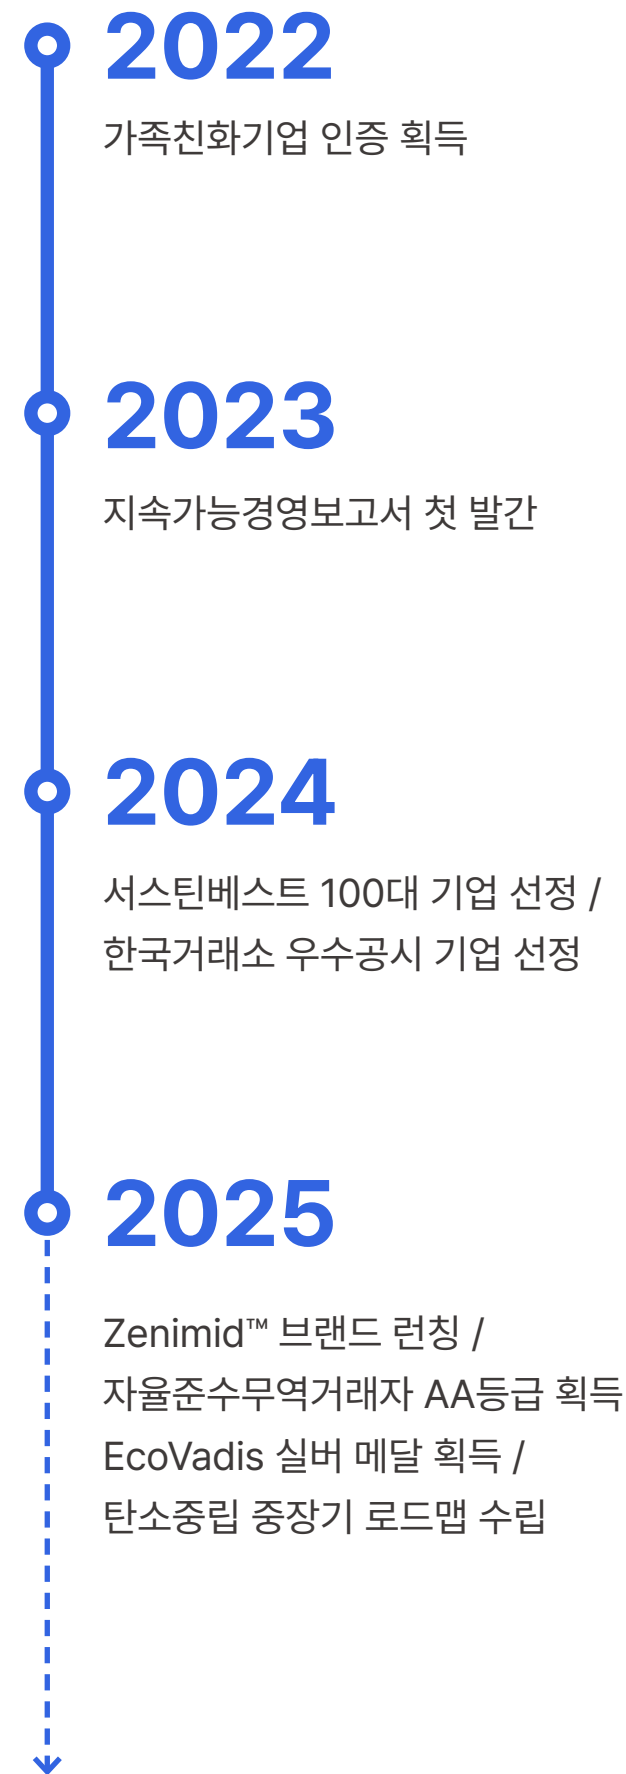 2022
가족친화기업 인증 획득
2023
지속가능경영보고서 첫 발간
2024
서스틴베스트 100대 기업 선정 /
한국거래소 우수공시 기업 선정
2025
Zenimid™ 브랜드 런칭 /
자율준수무역거래자 AA등급 획득
EcoVadis 실버 메달 획득 /
탄소중립 중장기 로드맵 수립